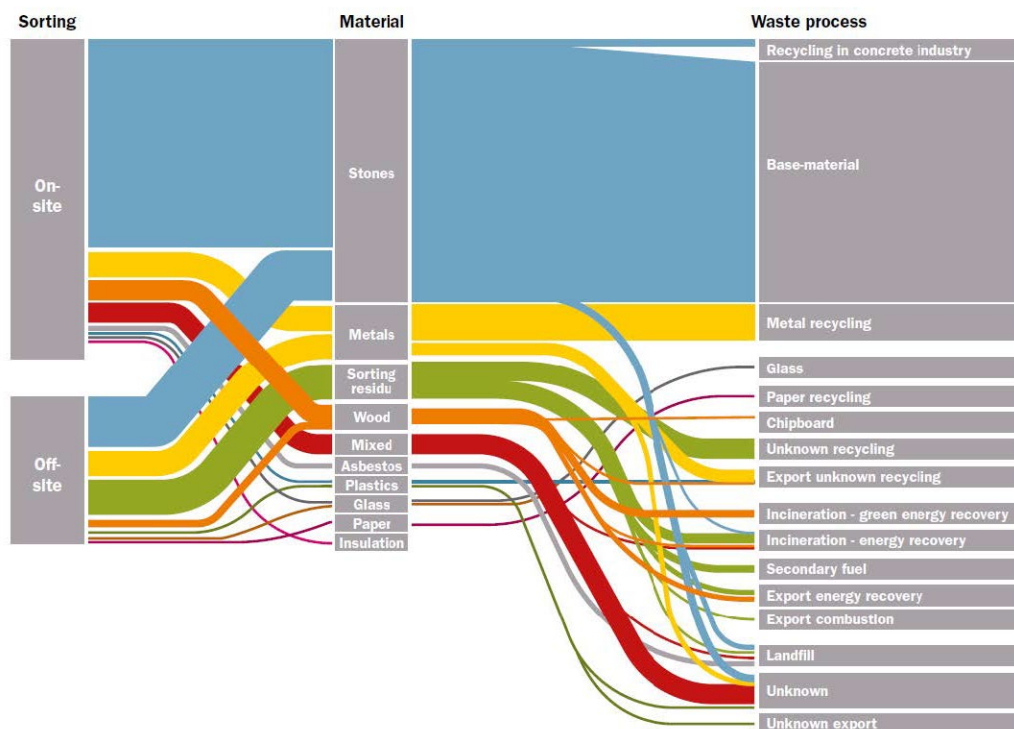 Sorting
Material
Waste process
On-
site
Off-
site
Stones
Metals
Sorting
residu
Wood
Mixed
Asbestos
Plastics
Glass
Paper
Insulation
Recycling in concrete industry
Base-material
Metal recycling
Glass
Paper recycling
Chipboard
Unknown recycling
Export unknown recycling
Incineration - green energy recovery
Incineration - energy recovery
Secondary fuel
Export energy recovery
Export combustion
Landfill
Unknown
Unknown export